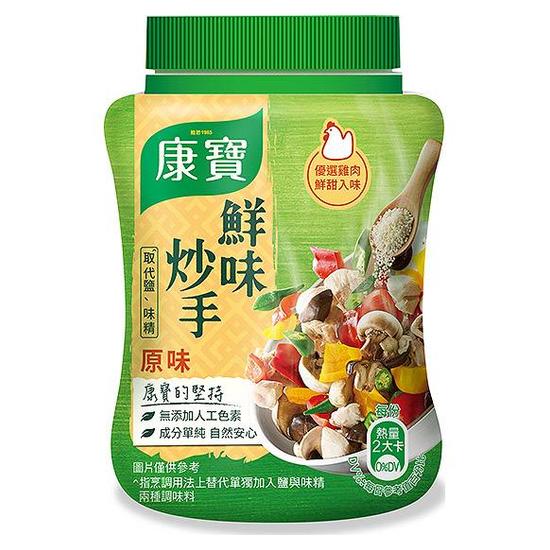 始於1985
康寶
優選雞肉
鮮甜入味
鮮味
炒手
^取代鹽、味精
原味
康寶的堅持
無添加人工色素
成分單純 自然安心
每份
熱量
2大卡
0%DV
圖片僅供參考
^指烹調用法上替代單獨加入鹽與味精
兩種調味料